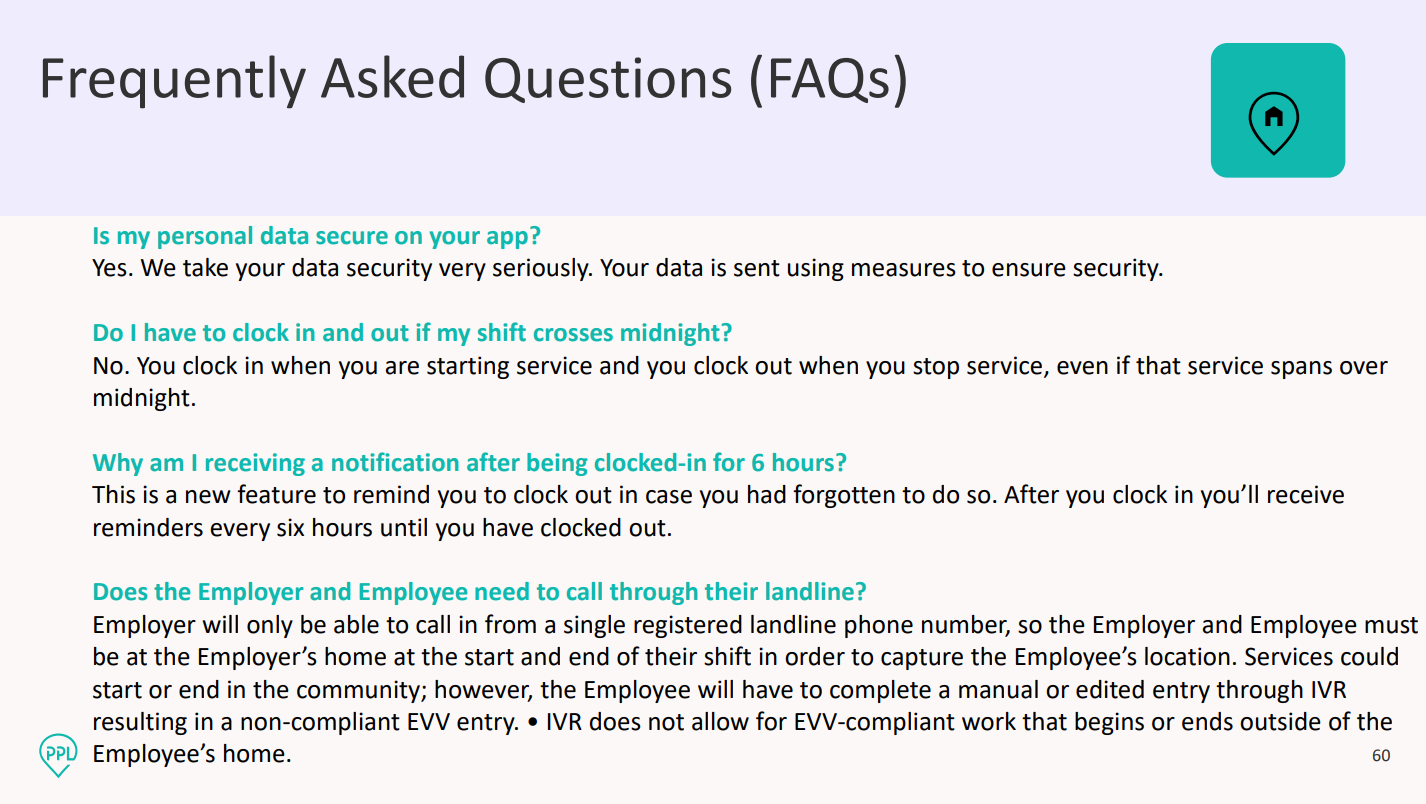 Frequently Asked Questions (FAQs)
Is my personal data secure on your app?
Yes. We take your data security very seriously. Your data is sent using measures to ensure security.
Do I have to clock in and out if my shift crosses midnight?
No. You clock in when you are starting service and you clock out when you stop service, even if that service spans over
midnight.
Why am I receiving a notification after being clocked-in for 6 hours?
This is a new feature to remind you to clock out in case you had forgotten to do so. After you clock in you’ll receive
reminders every six hours until you have clocked out.
Does the Employer and Employee need to call through their landline?
Employer will only be able to call in from a single registered landline phone number, so the Employer and Employee must
be at the Employer’s home at the start and end of their shift in order to capture the Employee’s location. Services could
start or end in the community; however, the Employee will have to complete a manual or edited entry through IVR
resulting in a non-compliant EVV entry. • IVR does not allow for EVV-compliant work that begins or ends outside of the
Employee’s home.
PPL
60